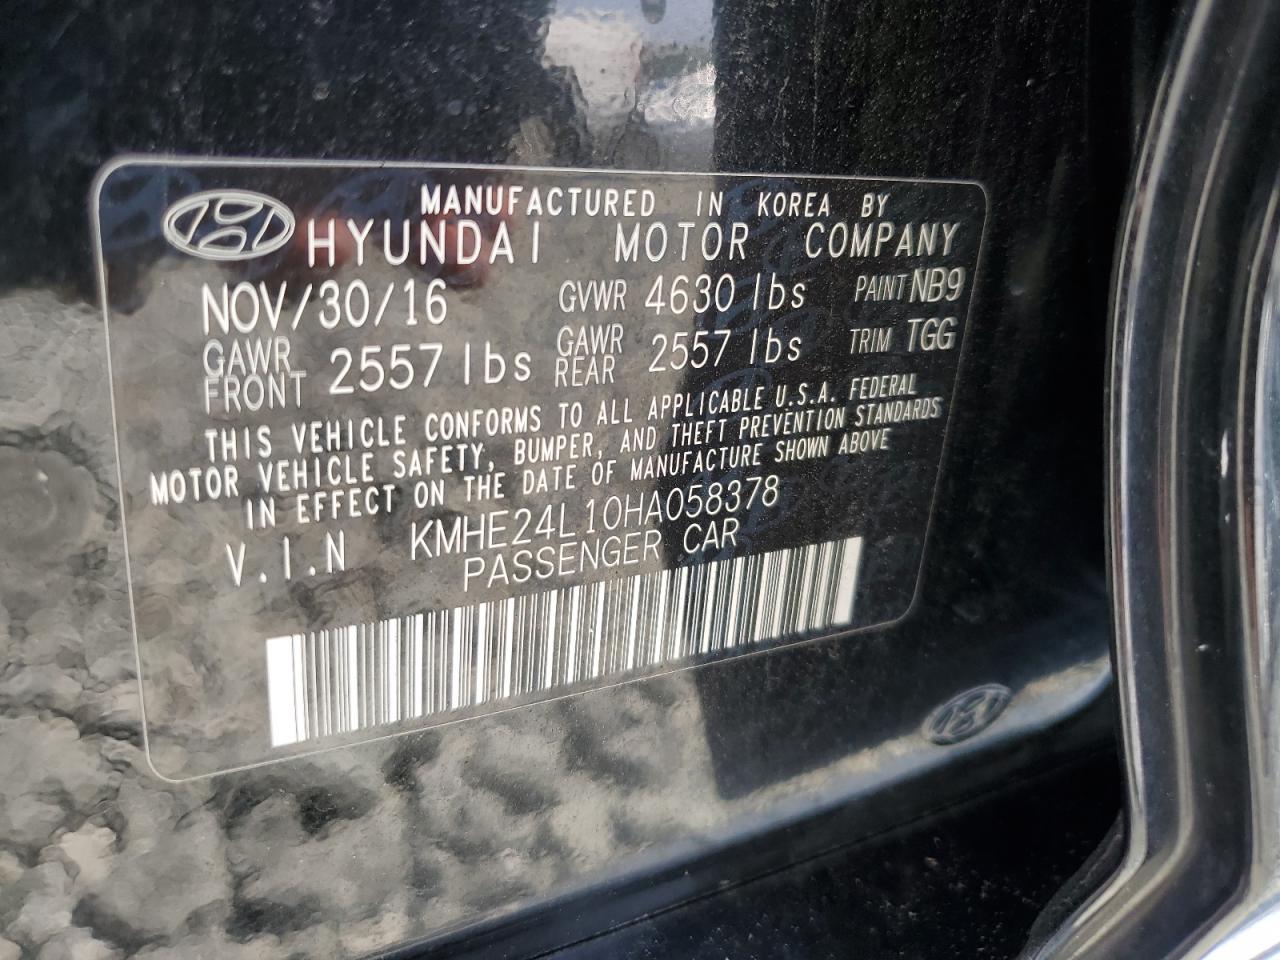 MANUFACTURED IN KOREA BY
HYUNDAI MOTOR COMPANY
NOV/30/16 GVWR 4630 lbs PAINT NB9
GAWR FRONT 2557 lbs GAWR REAR 2557 lbs TRIM TGG
THIS VEHICLE CONFORMS TO ALL APPLICABLE U.S.A. FEDERAL
MOTOR VEHICLE SAFETY, BUMPER, AND THEFT PREVENTION STANDARDS
IN EFFECT ON THE DATE OF MANUFACTURE SHOWN ABOVE
V.I.N KMHE24L10HA058378
PASSENGER CAR